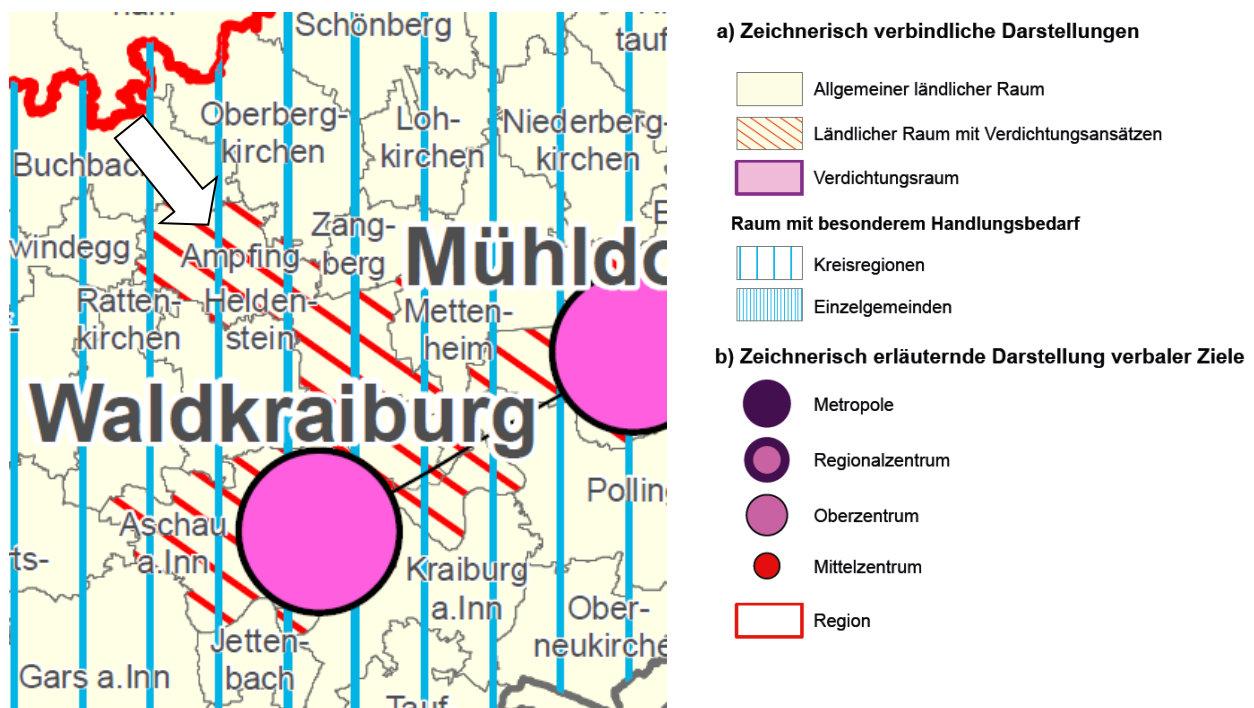 Schönberg
tauf
Oberberg-
kirchen
Loh-
kirchen
Niederberg-
kirchen
Buchbac
windegg
Ampfing
Zang-
berg
Mühldo
Ratten-
kirchen
Helden-
stein
Metten-
heim
Waldkraiburg
Polling
Aschau
a.Inn
ts-
Kraiburg
a.Inn
Ober-
neukirche
Jetten-
bach
Gars a.Inn
Tauf
a) Zeichnerisch verbindliche Darstellungen
Allgemeiner ländlicher Raum
Ländlicher Raum mit Verdichtungsansätzen
Verdichtungsraum
Raum mit besonderem Handlungsbedarf
Kreisregionen
Einzelgemeinden
b) Zeichnerisch erläuternde Darstellung verbaler Ziele
Metropole
Regionalzentrum
Oberzentrum
Mittelzentrum
Region